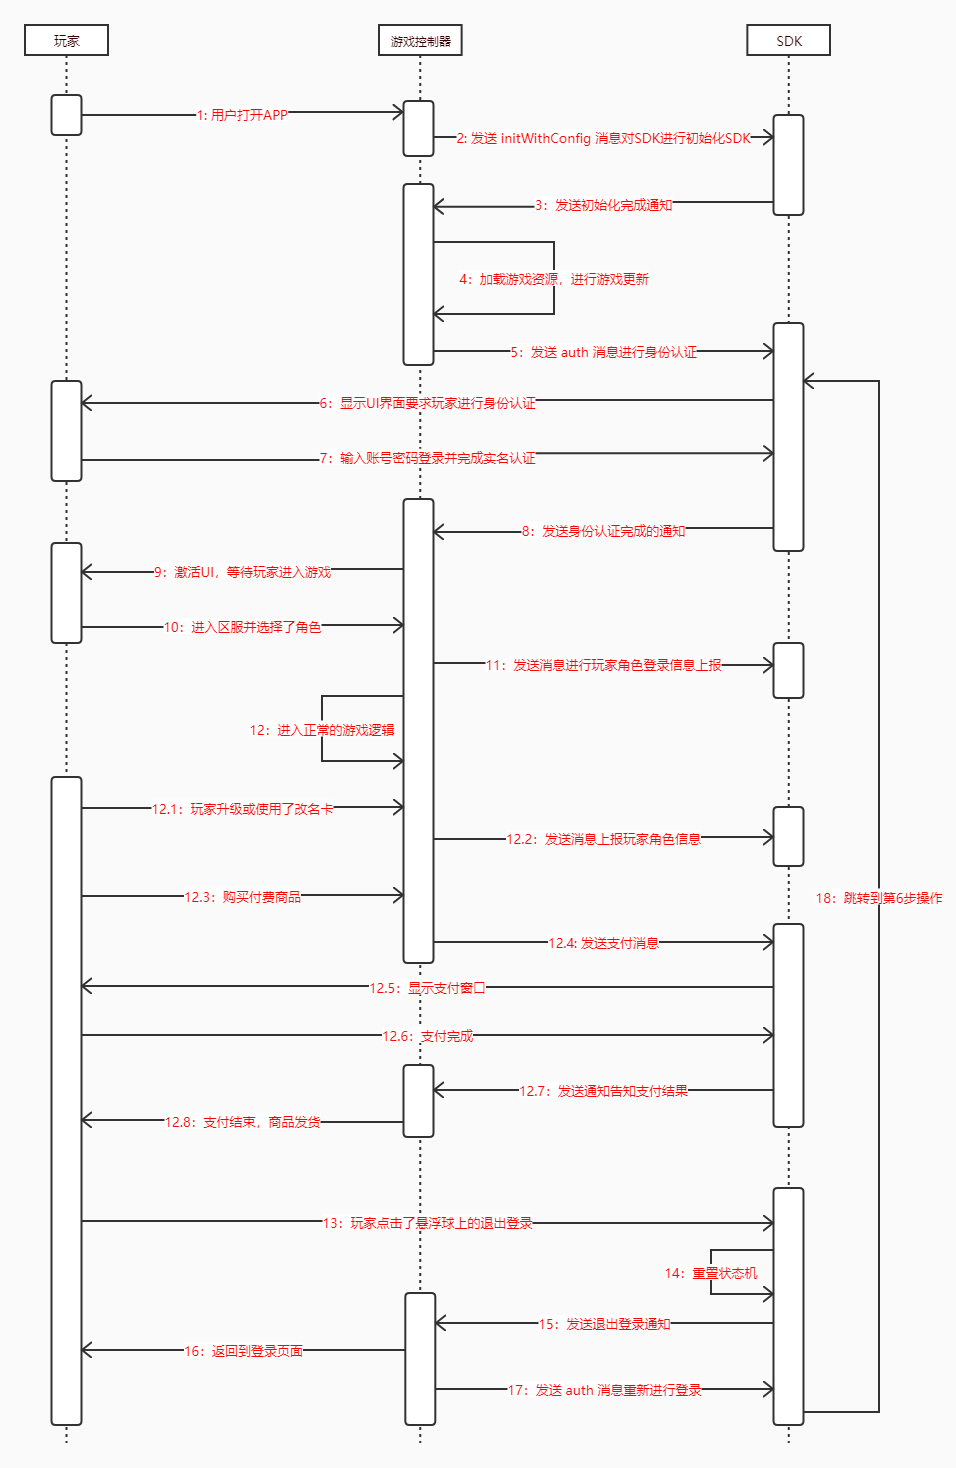 玩家
游戏控制器
SDK
1: 用户打开APP
2: 发送 initWithConfig 消息对SDK进行初始化SDK
3：发送初始化完成通知
4：加载游戏资源，进行游戏更新
5：发送 auth 消息进行身份认证
6：显示UI界面要求玩家进行身份认证
7：输入账号密码登录并完成实名认证
8：发送身份认证完成的通知
9：激活UI，等待玩家进入游戏
10：进入区服并选择了角色
11：发送消息进行玩家角色登录信息上报
12：进入正常的游戏逻辑
12.1：玩家升级或使用了改名卡
12.2：发送消息上报玩家角色信息
12.3：购买付费商品
18：跳转到第6步操作
12.4: 发送支付消息
12.5：显示支付窗口
12.6：支付完成
12.7：发送通知告知支付结果
12.8：支付结束，商品发货
13：玩家点击了悬浮球上的退出登录
14：重置状态机
15：发送退出登录通知
16：返回到登录页面
17：发送 auth 消息重新进行登录